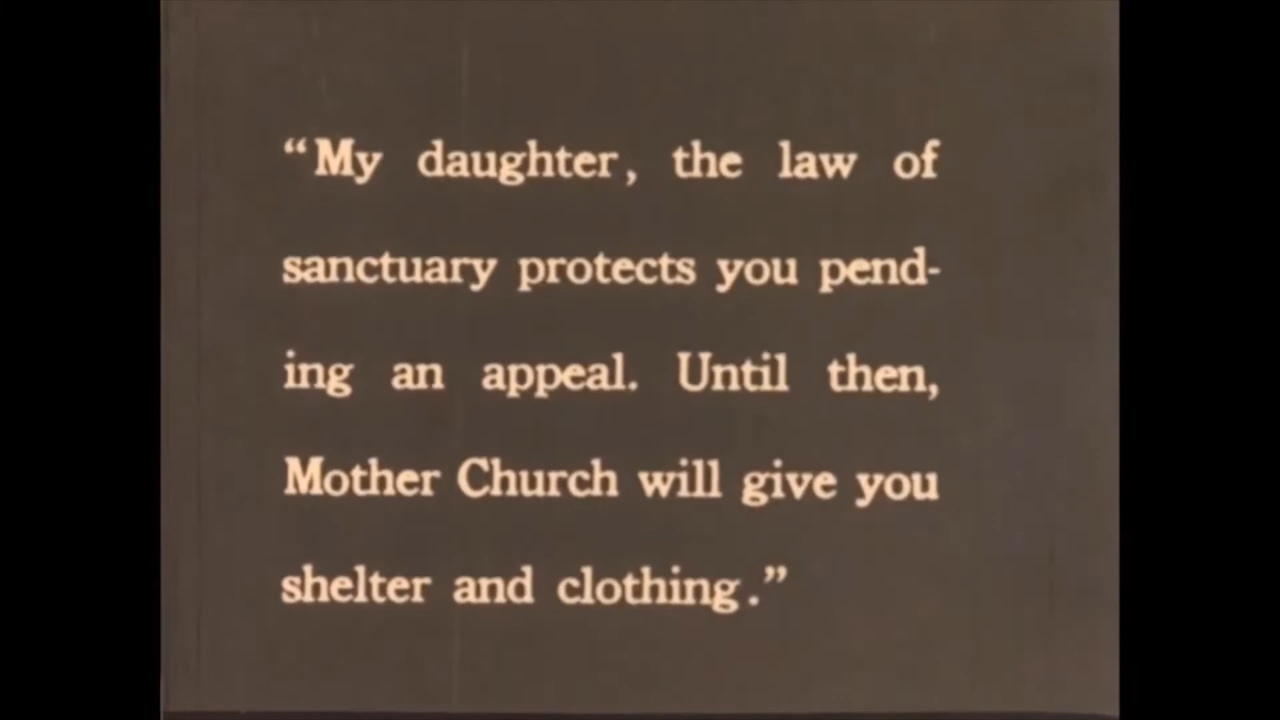 “My daughter, the law of
sanctuary protects you pend-
ing an appeal. Until then,
Mother Church will give you
shelter and clothing.”